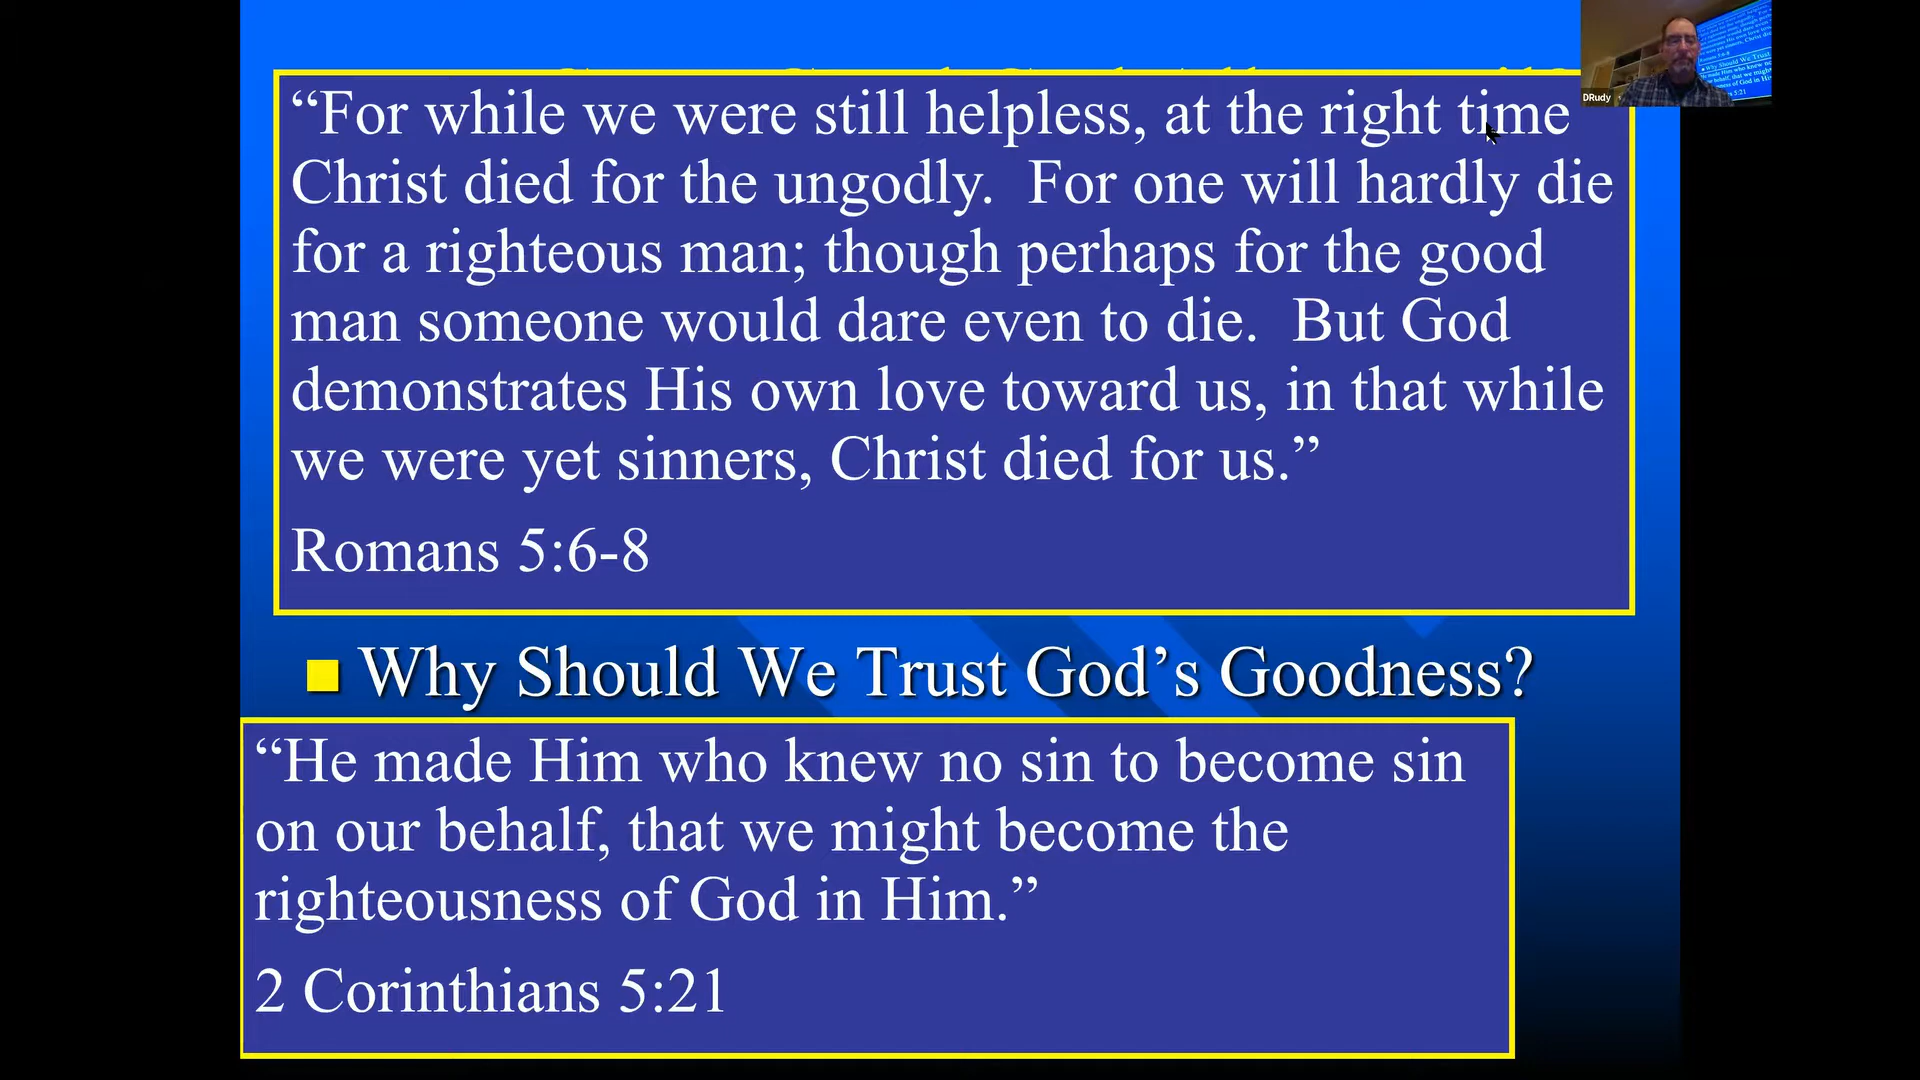 “For while we were still helpless, at the right time
Christ died for the ungodly.  For one will hardly die
for a righteous man; though perhaps for the good
man someone would dare even to die.  But God
demonstrates His own love toward us, in that while
we were yet sinners, Christ died for us.”
Romans 5:6-8
Why Should We Trust God’s Goodness?
“He made Him who knew no sin to become sin
on our behalf, that we might become the
righteousness of God in Him.”
2 Corinthians 5:21
DRudy